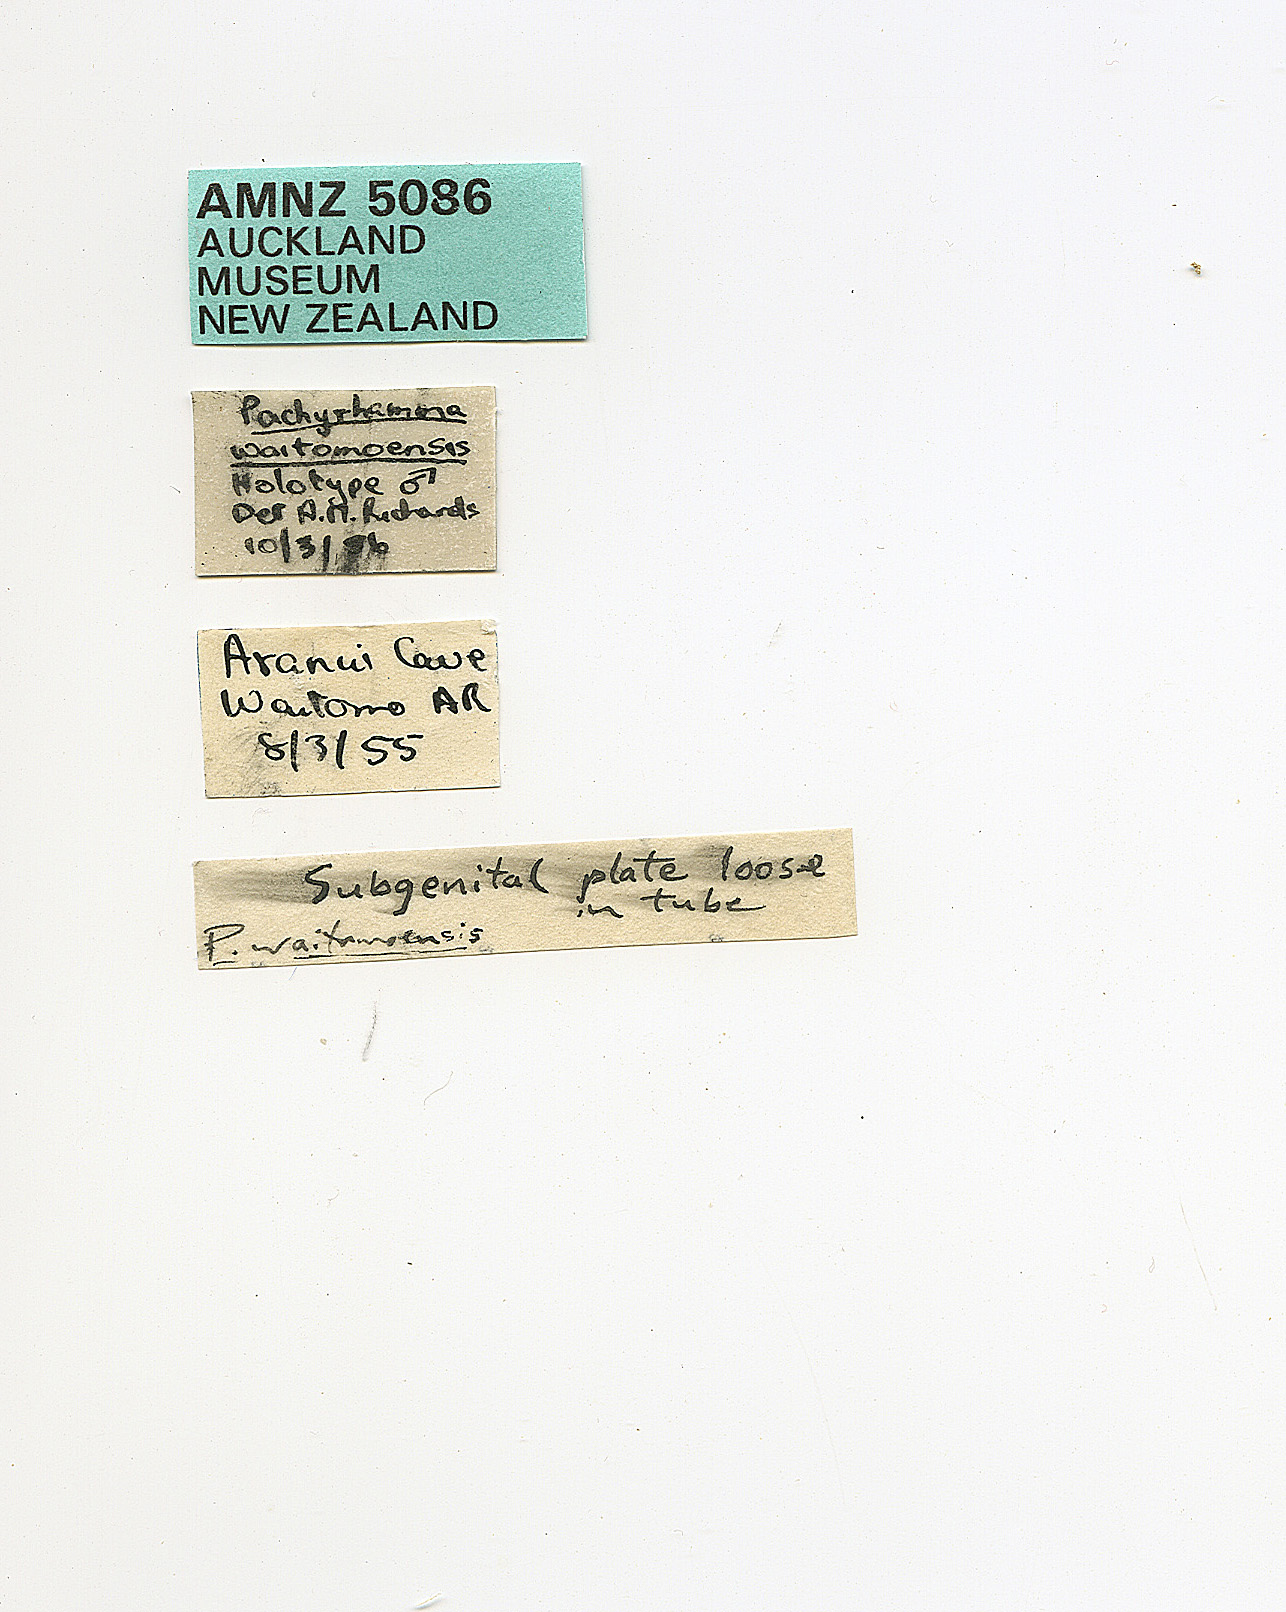 AMNZ 5086
AUCKLAND
MUSEUM
NEW ZEALAND
Pachyrhamma
waitomoensis
Holotype ♂
Det A.M. Richards
10/3/
Aranui Cave
Waitomo AR
8/3/55
Subgenital plate loose
in tube
P. waitomoensis